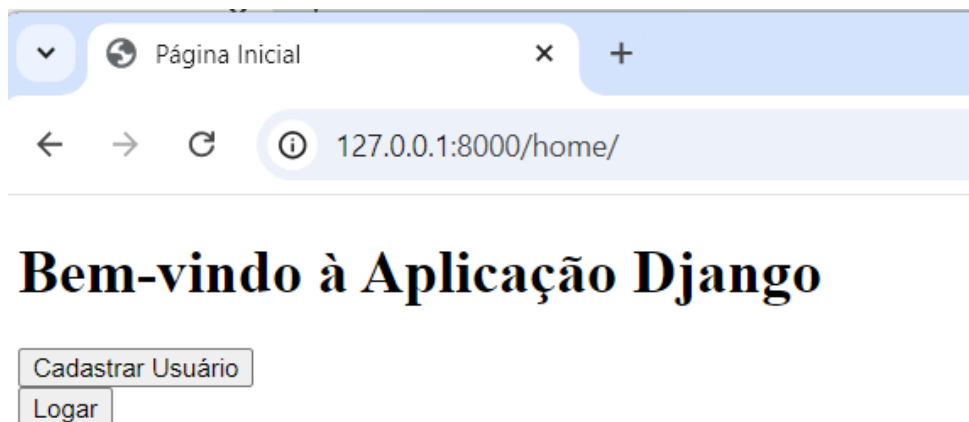 Página Inicial
127.0.0.1:8000/home/
Bem-vindo à Aplicação Django
Cadastrar Usuário
Logar